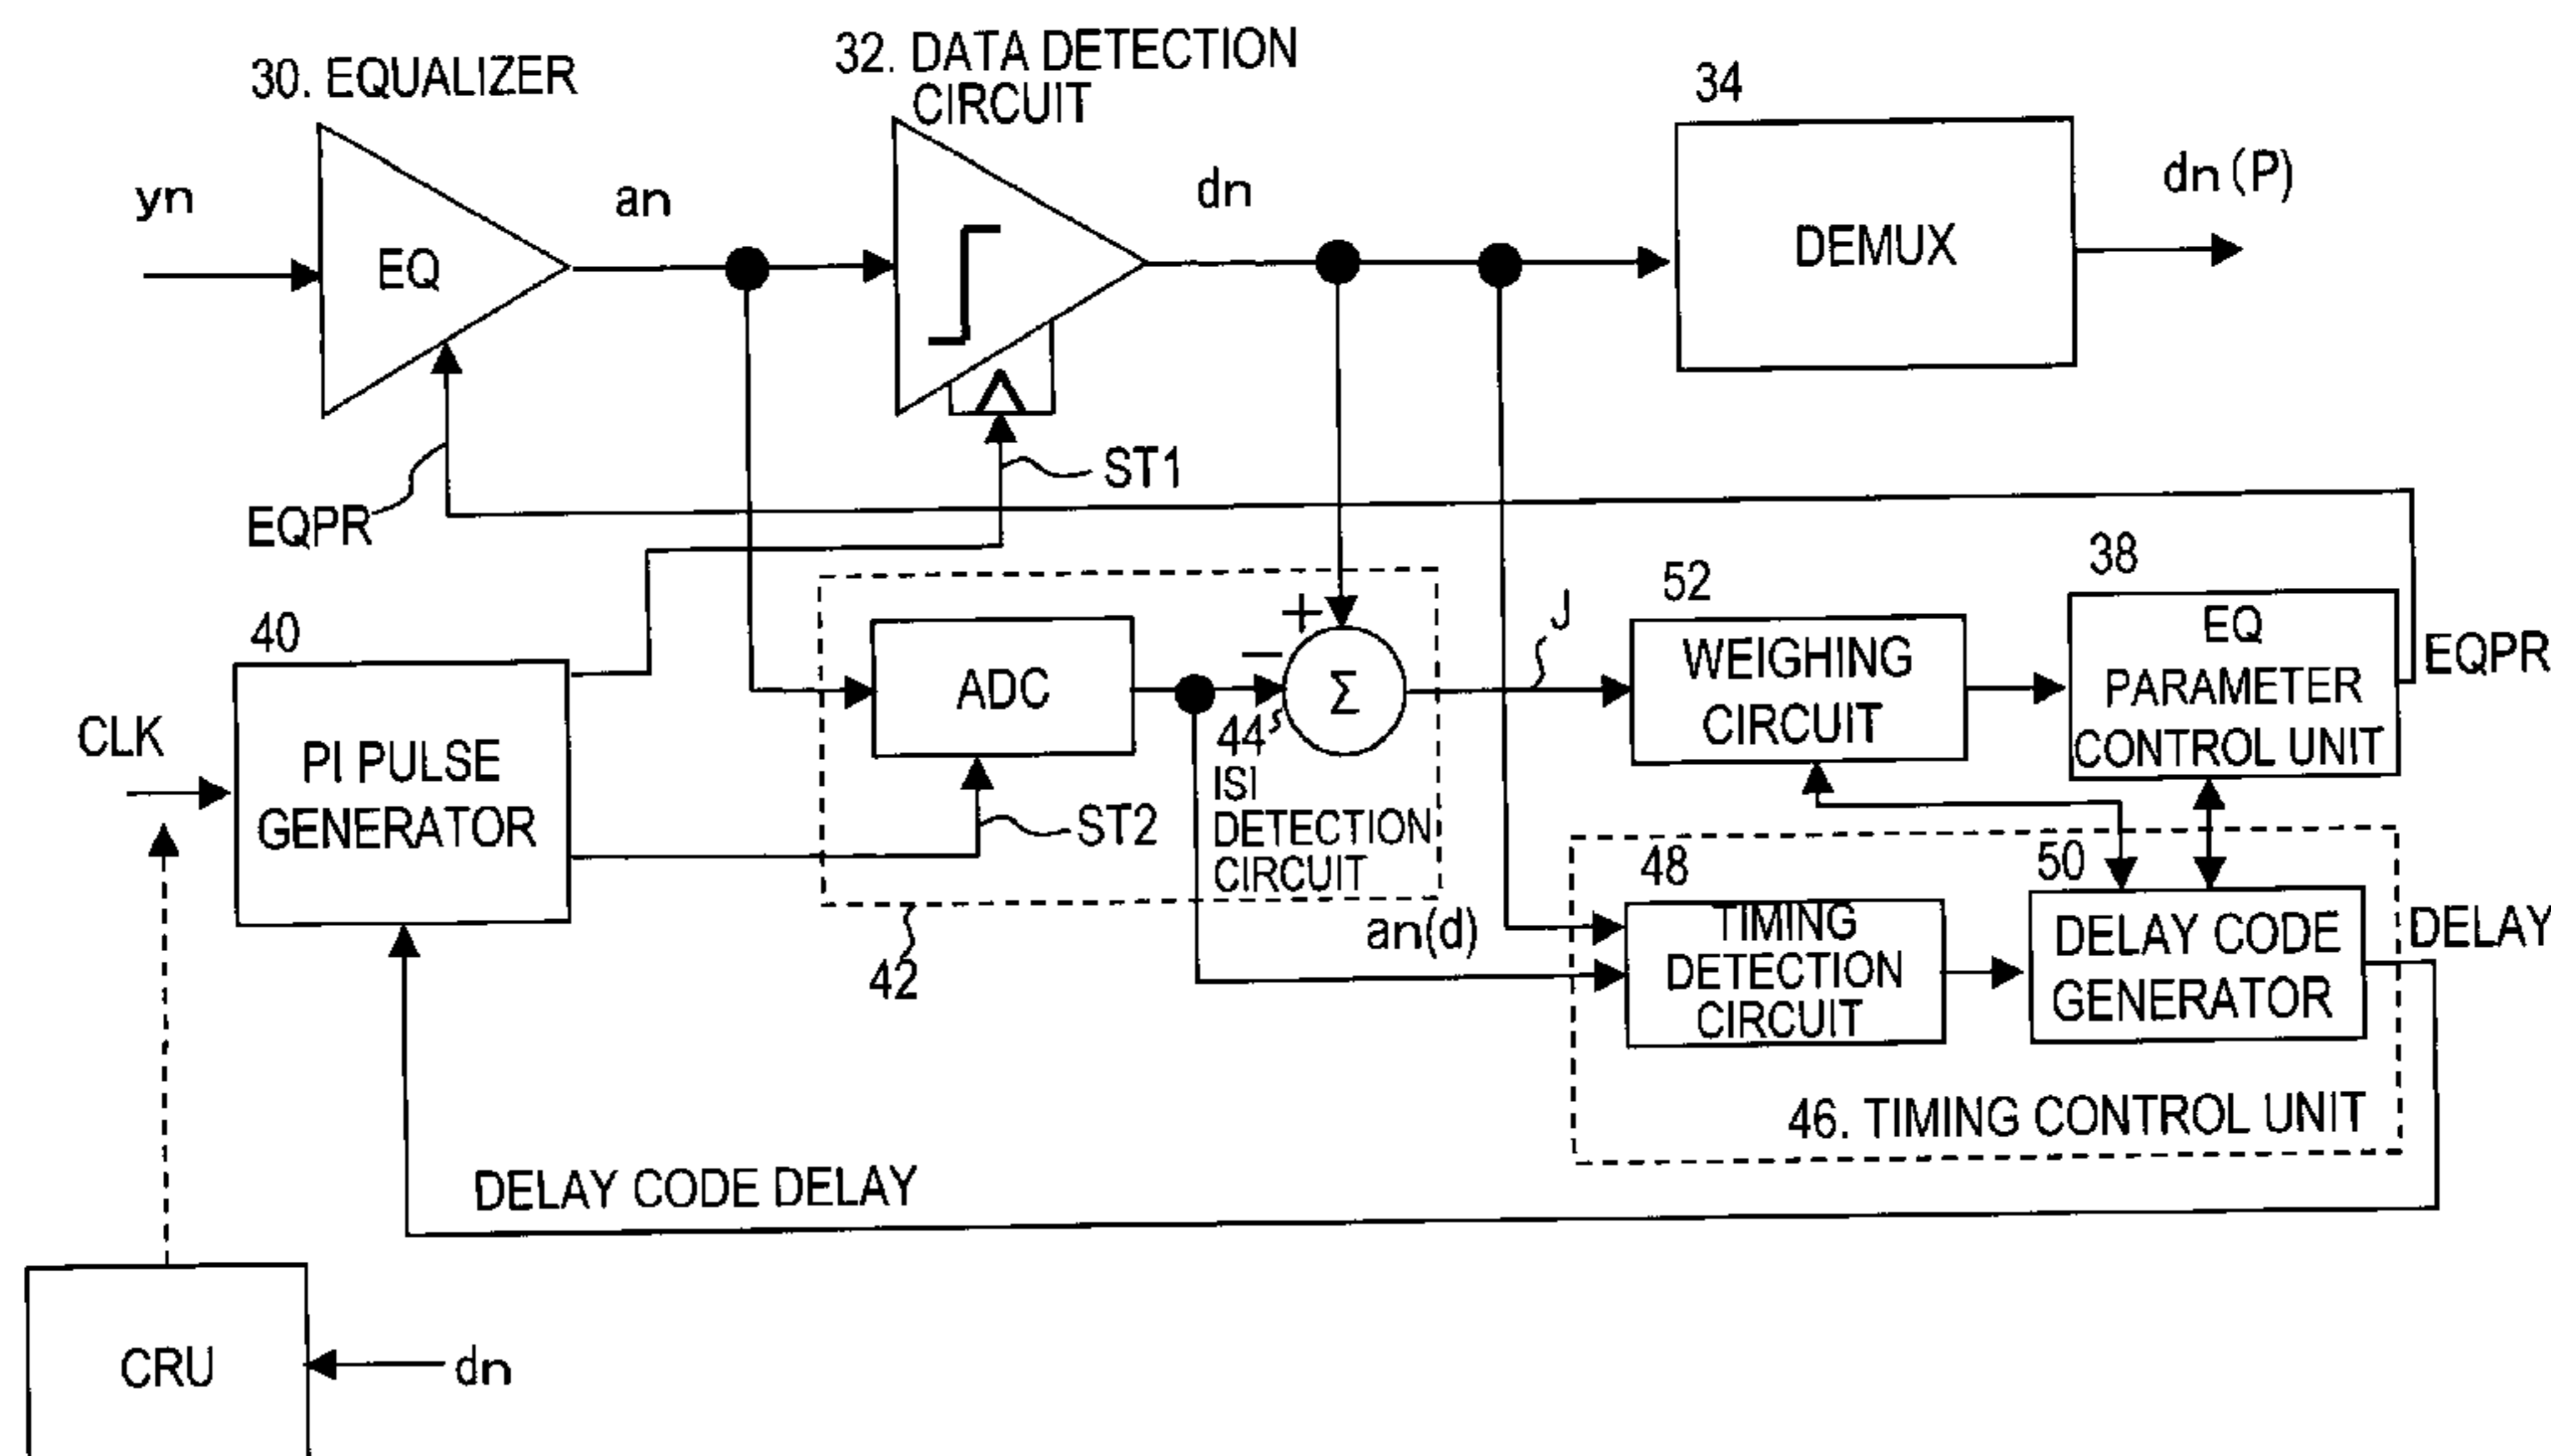 30. EQUALIZER
32. DATA DETECTION
CIRCUIT
34
yn
EQ
an
dn
DEMUX
dn (P)
EQPR
ST1
52
38
J
+
−
40
PI PULSE
GENERATOR
CLK
ADC
Σ
44
ISI
DETECTION
CIRCUIT
ST2
WEIGHING
CIRCUIT
EQ
PARAMETER
CONTROL UNIT
EQPR
42
an(d)
48
TIMING
DETECTION
CIRCUIT
50
DELAY CODE
GENERATOR
DELAY
46. TIMING CONTROL UNIT
DELAY CODE DELAY
CRU
dn